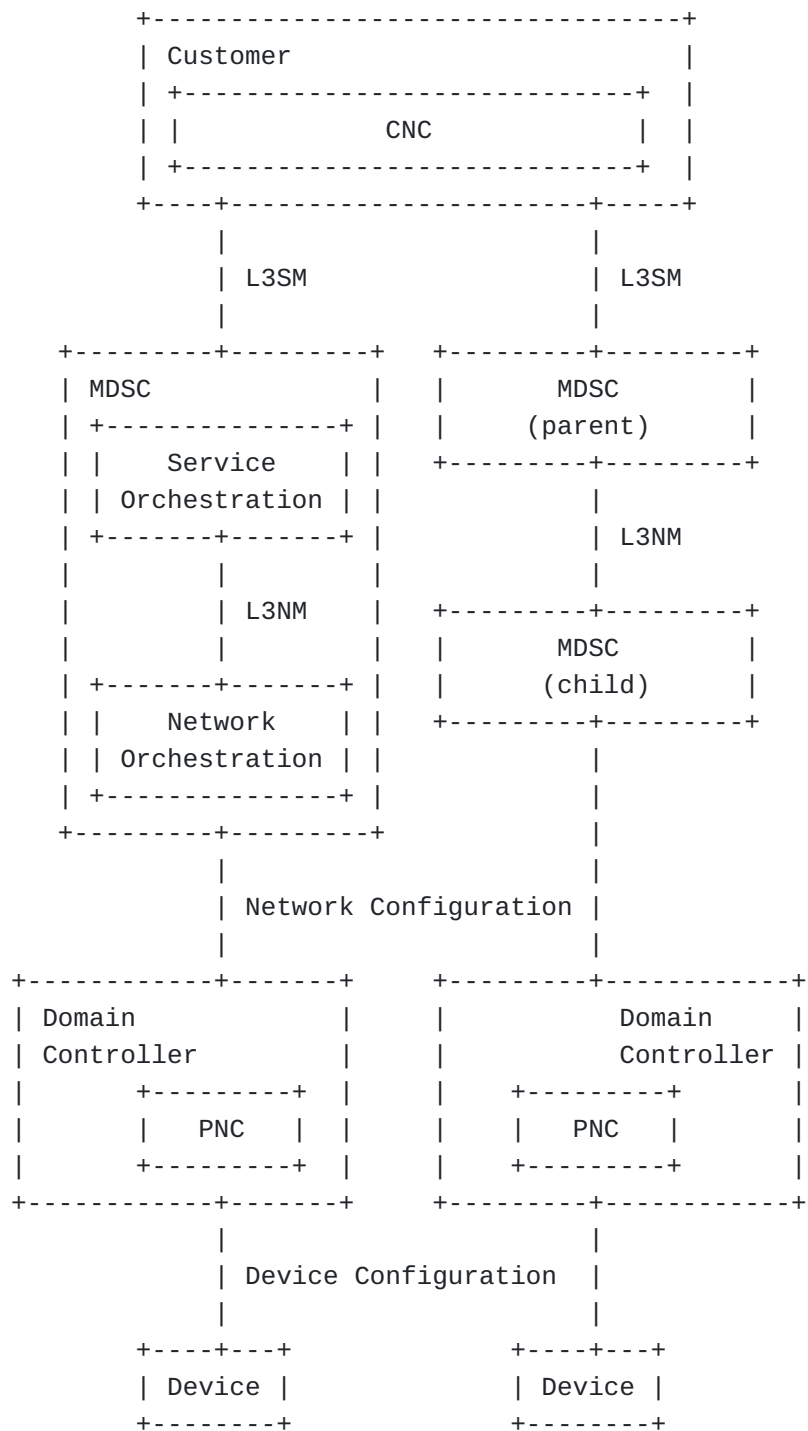 Customer
CNC
L3SM L3SM
MDSC MDSC
(parent)
Service
Orchestration
L3NM
L3NM MDSC
(child)
Network
Orchestration
Network Configuration
Domain Domain
Controller Controller
PNC PNC
Device Configuration
Device Device